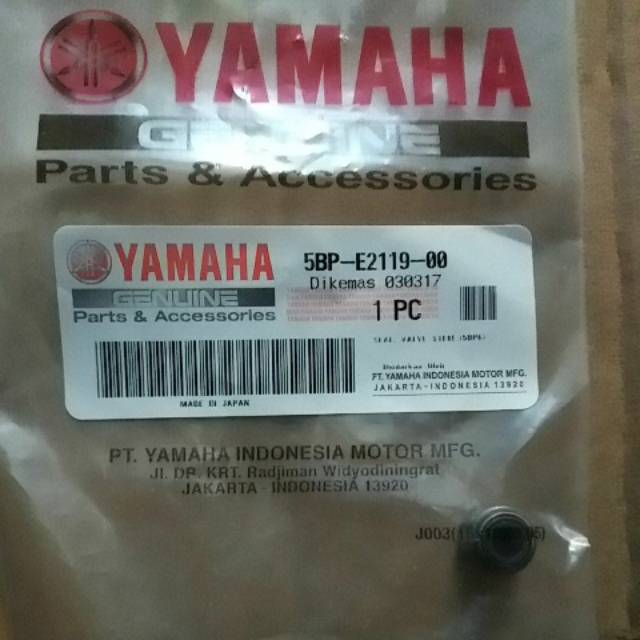 YAMAHA
GENUINE
Parts & Accessories
YAMAHA
GENUINE
Parts & Accessories
5BP-E2119-00
Dikemas 030317
1 PC
SEAL, VALVE STEM (5BP6)
Diedarkan Oleh
PT. YAMAHA INDONESIA MOTOR MFG.
JAKARTA - INDONESIA 13920
MADE IN JAPAN
PT. YAMAHA INDONESIA MOTOR MFG.
Jl. DR. KRT. Radjiman Widyodiningrat
JAKARTA - INDONESIA 13920